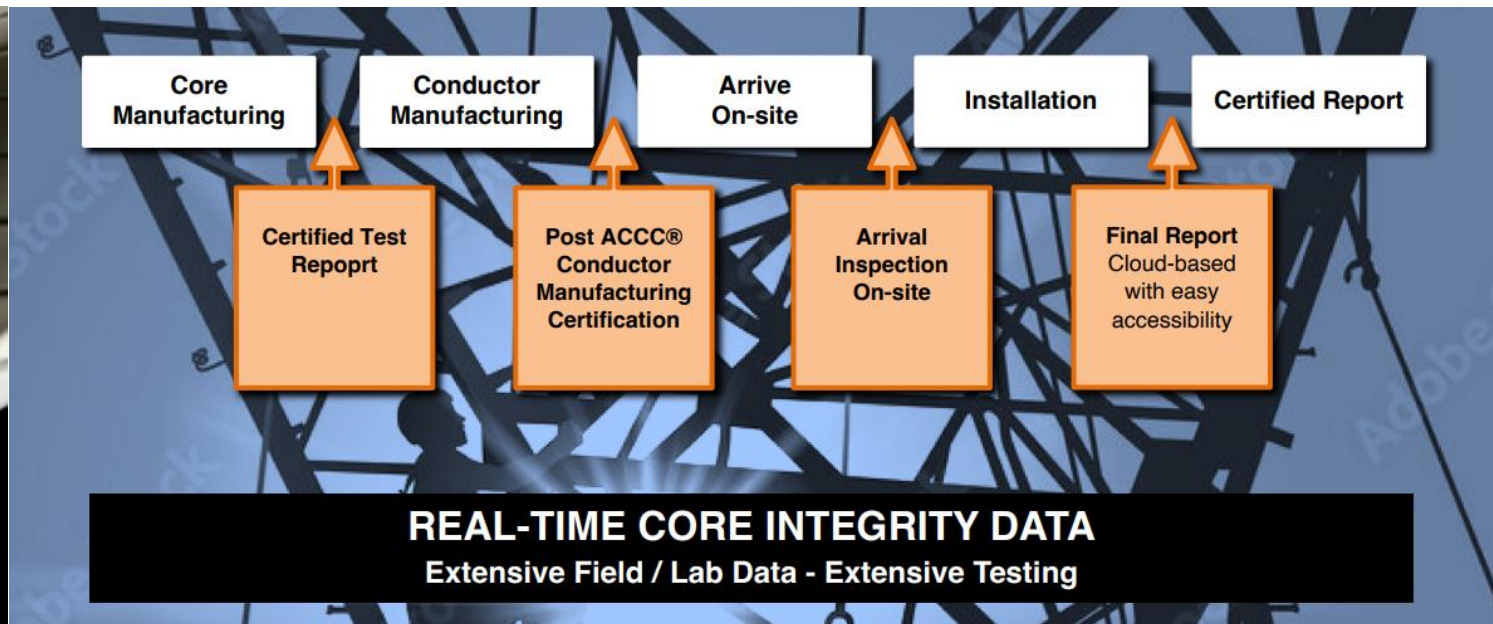 Core
Manufacturing
Conductor
Manufacturing
Arrive
On-site
Installation
Certified Report
Certified Test
Repoprt
Post ACCC®
Conductor
Manufacturing
Certification
Arrival
Inspection
On-site
Final Report
Cloud-based
with easy
accessibility
REAL-TIME CORE INTEGRITY DATA
Extensive Field / Lab Data - Extensive Testing